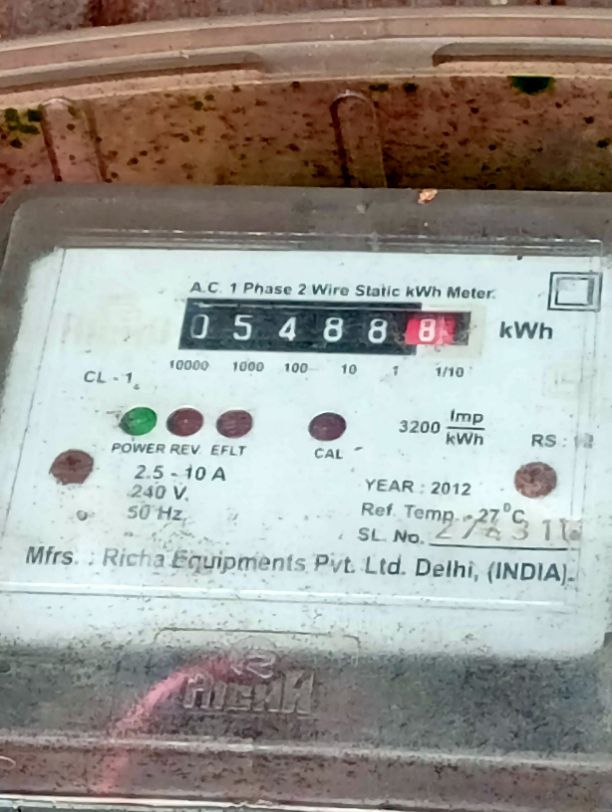 A.C. 1 Phase 2 Wire Static kWh Meter.
0 5 4 8 8 8 kWh
10000 1000 100 10 1 1/10
CL - 1
3200 Imp/kWh
POWER REV. EFLT CAL
RS :
2.5 - 10 A
240 V.
50 Hz
YEAR : 2012
Ref. Temp. - 27°C
SL. No.
Mfrs. : Richa Equipments Pvt. Ltd. Delhi, (INDIA).
RICHA